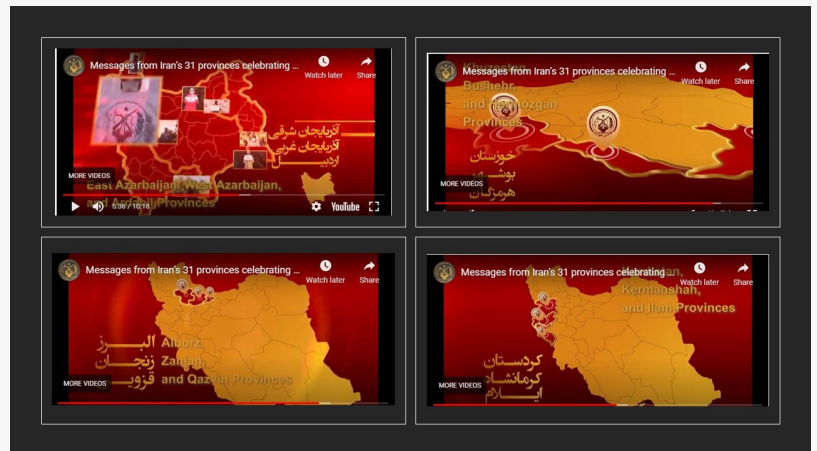 Messages from Iran's 31 provinces celebrating ...
Watch later
Share
آذربایجان شرقی
آذربایجان غربی
اردبیل
MORE VIDEOS
East Azarbaijan, West Azarbaijan,
and Ardabil Provinces
5:38 / 10:18
YouTube
Messages from Iran's 31 provinces celebrating ...
Watch later
Share
Khuzestan,
Bushehr,
and Hormozgan
Provinces
خوزستان
بوشهر
هرمزگان
MORE VIDEOS
Messages from Iran's 31 provinces celebrating ...
Watch later
Share
البرز Alborz,
زنجان Zanjan,
قزوین and Qazvin Provinces
MORE VIDEOS
Messages from Iran's 31 provinces celebrating ...
Watch later
Share
Kermanshah,
and Ilam Provinces
کردستان
کرمانشاه
ایلام
MORE VIDEOS